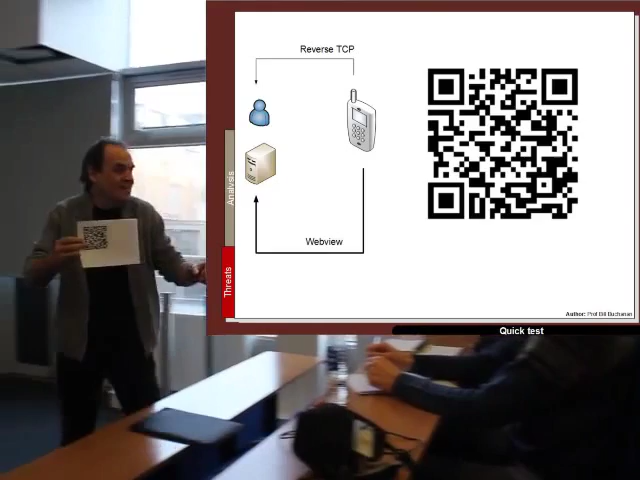 Reverse TCP
Analysis
Webview
Threats
Author: Prof Bill Buchanan
Quick test